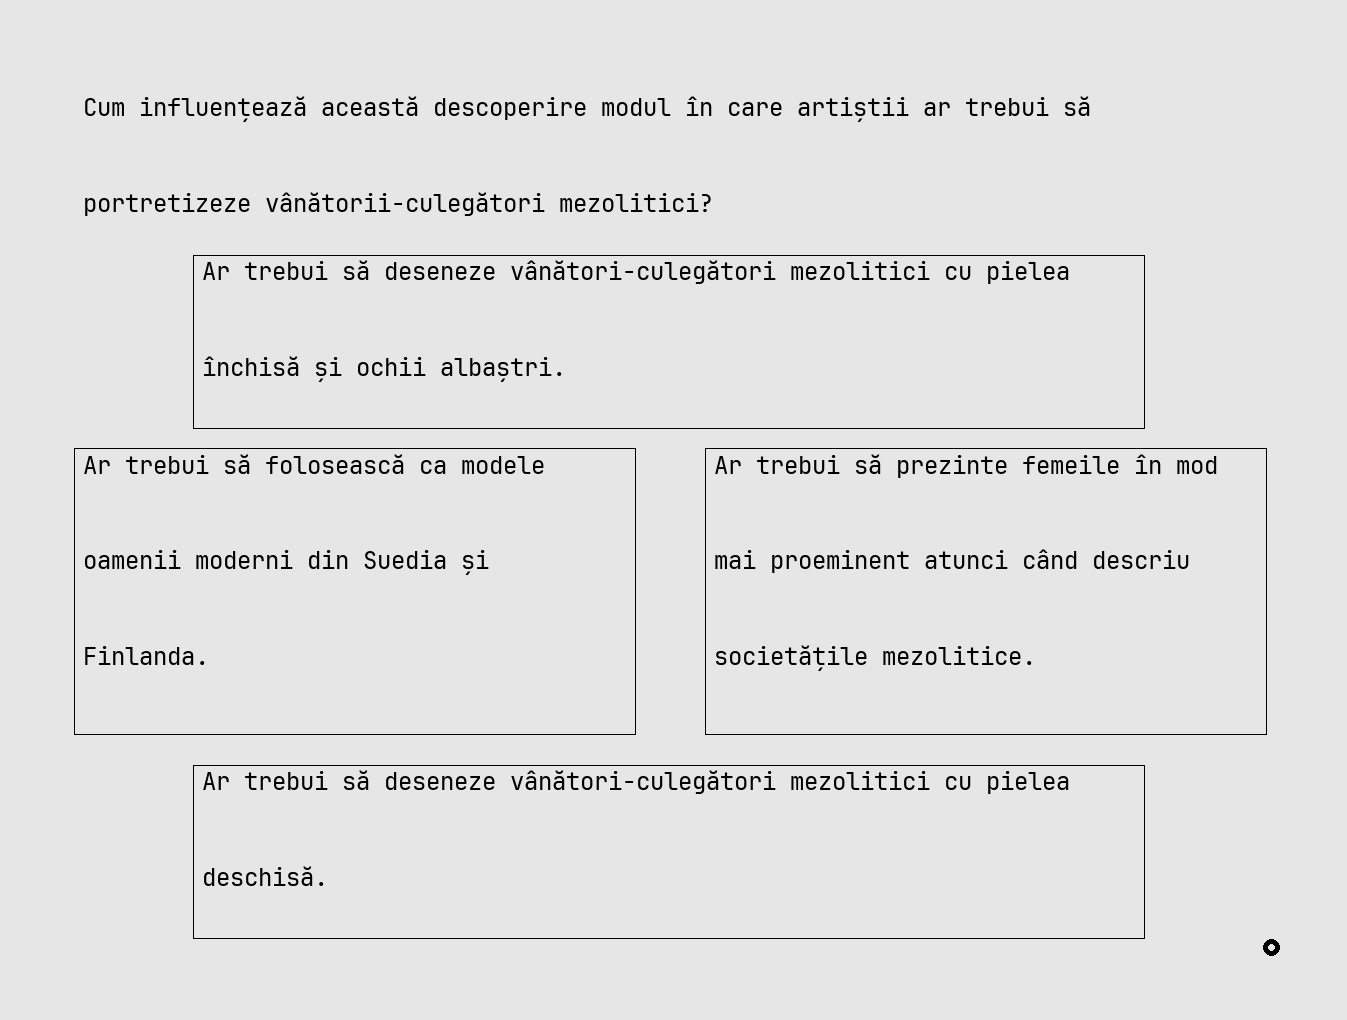 Cum influențează această descoperire modul în care artiștii ar trebui să
portretizeze vânătorii-culegători mezolitici?
Ar trebui să deseneze vânători-culegători mezolitici cu pielea
închisă și ochii albaștri.
Ar trebui să folosească ca modele
oamenii moderni din Suedia și
Finlanda.
Ar trebui să prezinte femeile în mod
mai proeminent atunci când descriu
societățile mezolitice.
Ar trebui să deseneze vânători-culegători mezolitici cu pielea
deschisă.